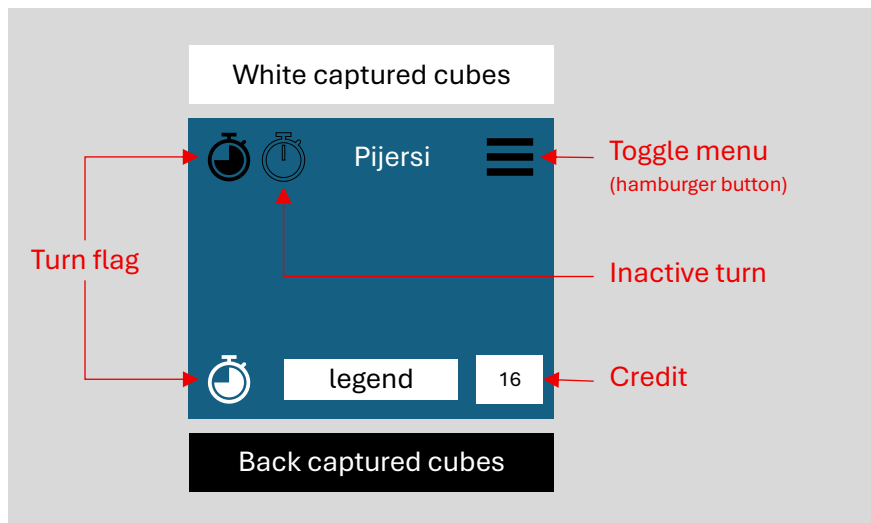 White captured cubes
Pijersi
Toggle menu
(hamburger button)
Turn flag
Inactive turn
legend
16
Credit
Back captured cubes